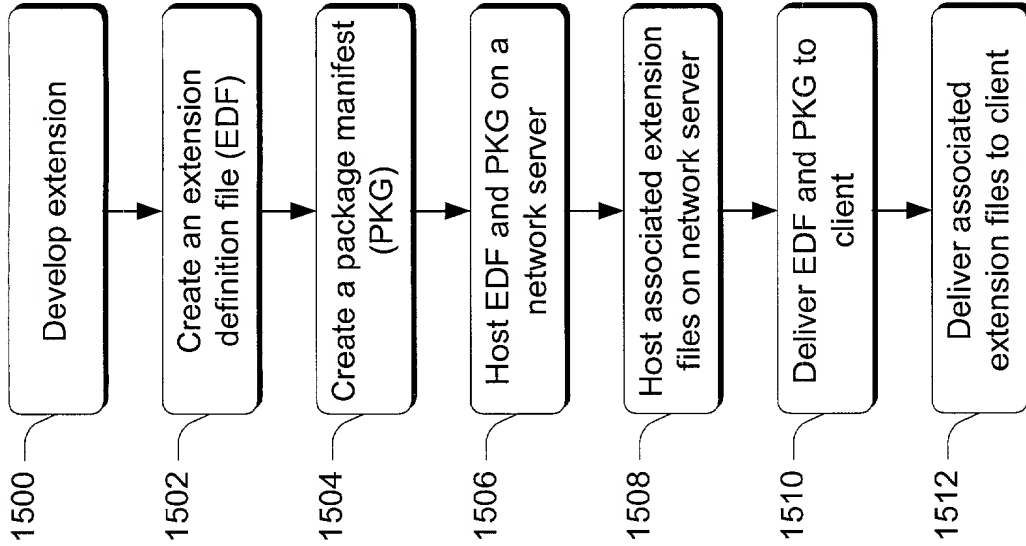 1500
Develop extension
1502
Create an extension
definition file (EDF)
1504
Create a package manifest
(PKG)
1506
Host EDF and PKG on a
network server
1508
Host associated extension
files on network server
1510
Deliver EDF and PKG to
client
1512
Deliver associated
extension files to client